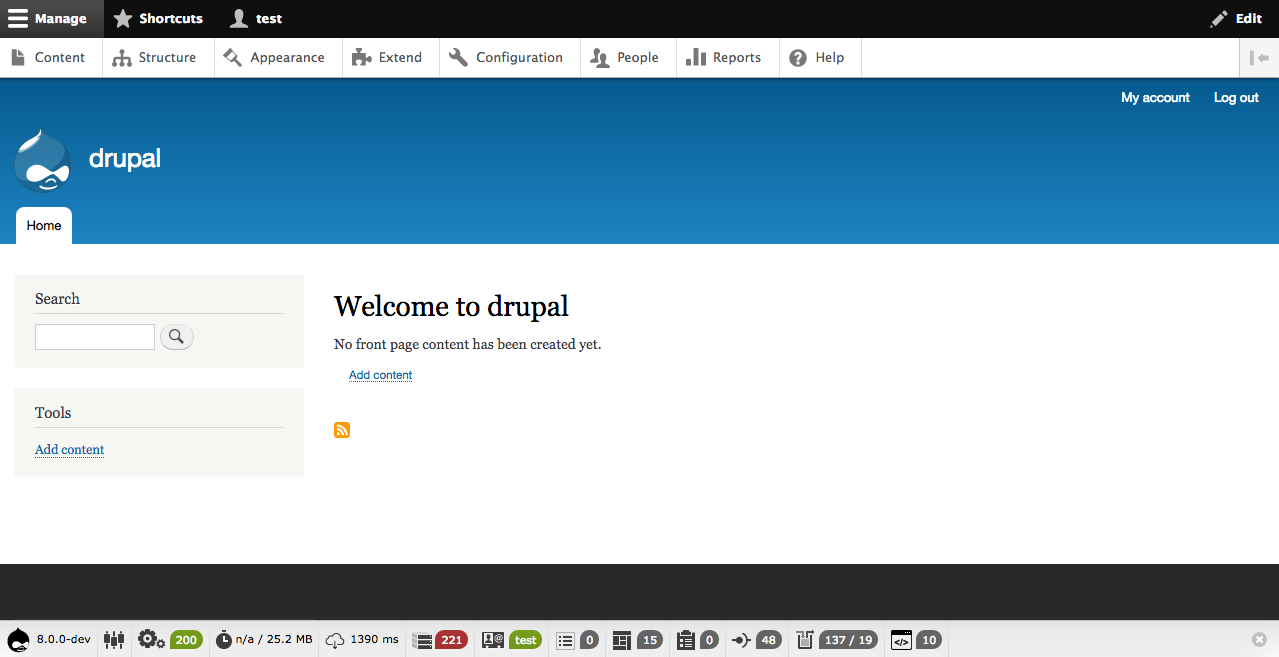 Manage Shortcuts test Edit
Content Structure Appearance Extend Configuration People Reports Help
My account Log out
drupal
Home
Search
Welcome to drupal
No front page content has been created yet.
Add content
Tools
Add content
8.0.0-dev 200 n/a / 25.2 MB 1390 ms 221 test 0 15 0 48 137 / 19 10